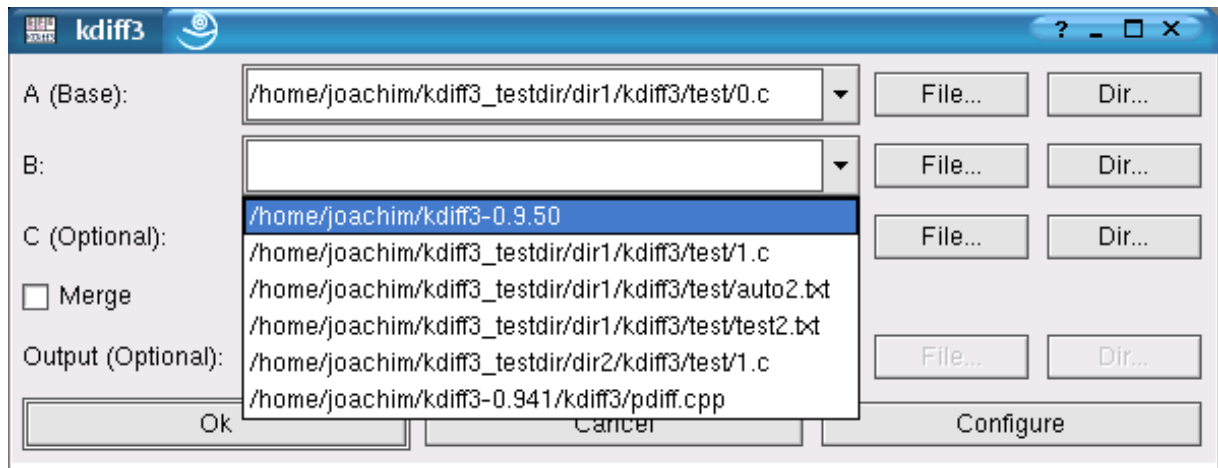 kdiff3
A (Base): /home/joachim/kdiff3_testdir/dir1/kdiff3/test/0.c File... Dir...
B: File... Dir...
/home/joachim/kdiff3-0.9.50
C (Optional): File... Dir...
/home/joachim/kdiff3_testdir/dir1/kdiff3/test/1.c
/home/joachim/kdiff3_testdir/dir1/kdiff3/test/auto2.txt
Merge
/home/joachim/kdiff3_testdir/dir1/kdiff3/test/test2.txt
Output (Optional): File... Dir...
/home/joachim/kdiff3_testdir/dir2/kdiff3/test/1.c
/home/joachim/kdiff3-0.941/kdiff3/pdiff.cpp
Ok Cancel Configure